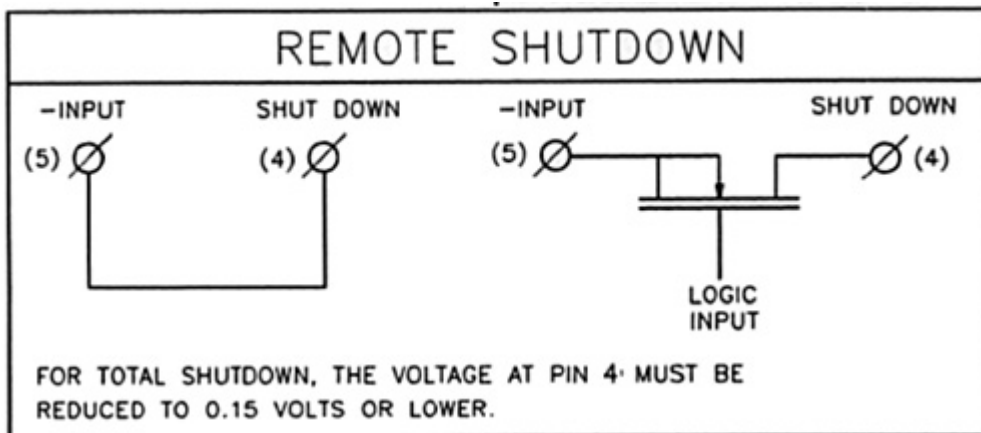 REMOTE SHUTDOWN
-INPUT SHUT DOWN -INPUT SHUT DOWN
(5) (4) (5) (4)
LOGIC
INPUT
FOR TOTAL SHUTDOWN, THE VOLTAGE AT PIN 4 MUST BE
REDUCED TO 0.15 VOLTS OR LOWER.